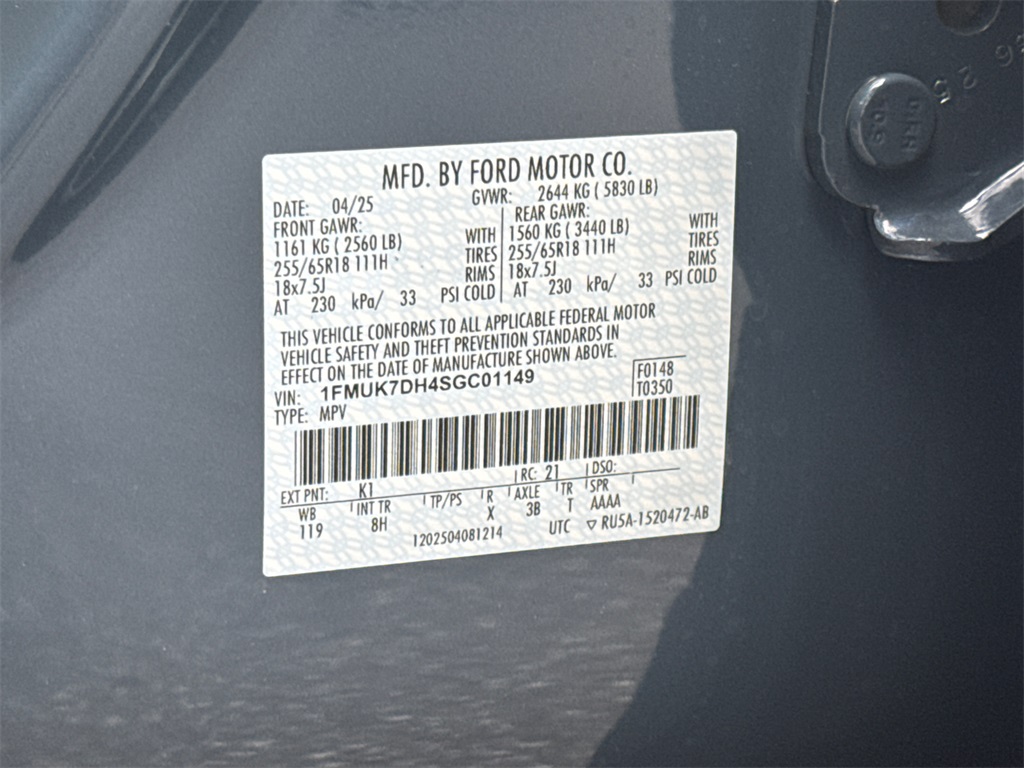 MFD. BY FORD MOTOR CO.
DATE: 04/25 GVWR: 2644 KG ( 5830 LB)
FRONT GAWR: REAR GAWR:
1161 KG ( 2560 LB) WITH 1560 KG ( 3440 LB) WITH
255/65R18 111H TIRES 255/65R18 111H TIRES
18x7.5J RIMS 18x7.5J RIMS
AT 230 kPa/ 33 PSI COLD AT 230 kPa/ 33 PSI COLD
THIS VEHICLE CONFORMS TO ALL APPLICABLE FEDERAL MOTOR
VEHICLE SAFETY AND THEFT PREVENTION STANDARDS IN
EFFECT ON THE DATE OF MANUFACTURE SHOWN ABOVE.
VIN: 1FMUK7DH4SGC01149 F0148
TYPE: MPV T0350
EXT PNT: K1 RC: 21 DSO:
WB INT TR TP/PS R AXLE TR SPR
119 8H X 3B T AAAA
1202504081214 UTC ▽ RU5A-1520472-AB